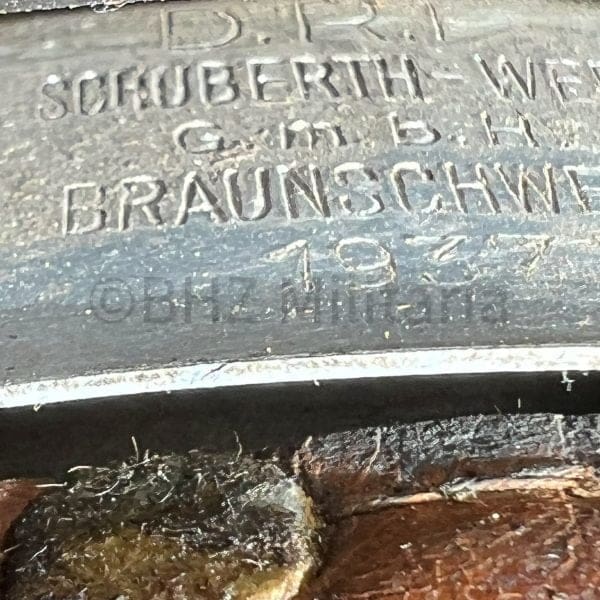 D.R.P.
SCHUBERTH-WE
G.m.b.H.
BRAUNSCHWE
1937
©BHZ Militaria